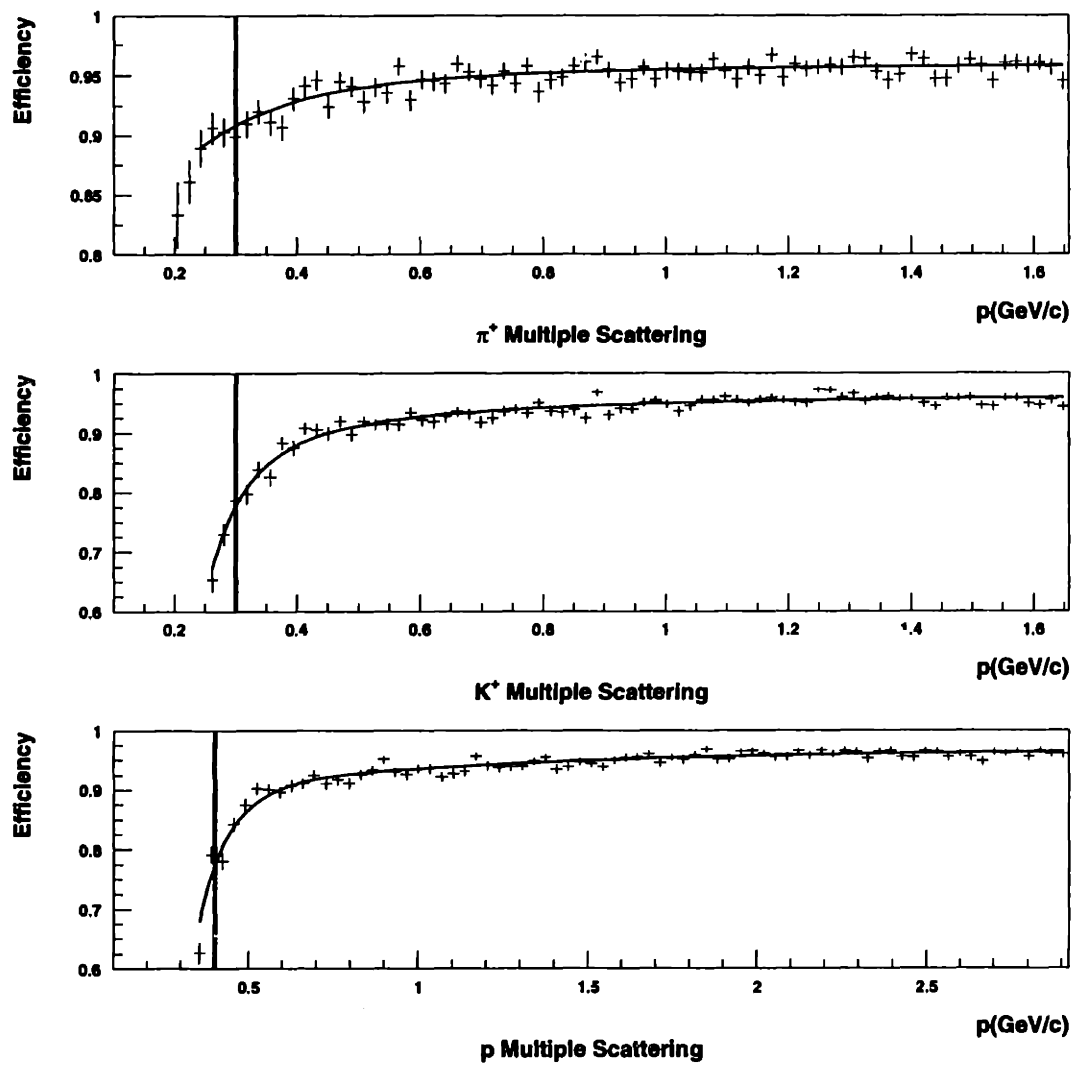 Efficiency
1
0.95
0.9
0.85
0.8
0.2 0.4 0.6 0.8 1 1.2 1.4 1.6
p(GeV/c)
π⁺ Multiple Scattering
Efficiency
1
0.9
0.8
0.7
0.6
0.2 0.4 0.6 0.8 1 1.2 1.4 1.6
p(GeV/c)
K⁺ Multiple Scattering
Efficiency
1
0.9
0.8
0.7
0.6
0.5 1 1.5 2 2.5
p(GeV/c)
p Multiple Scattering